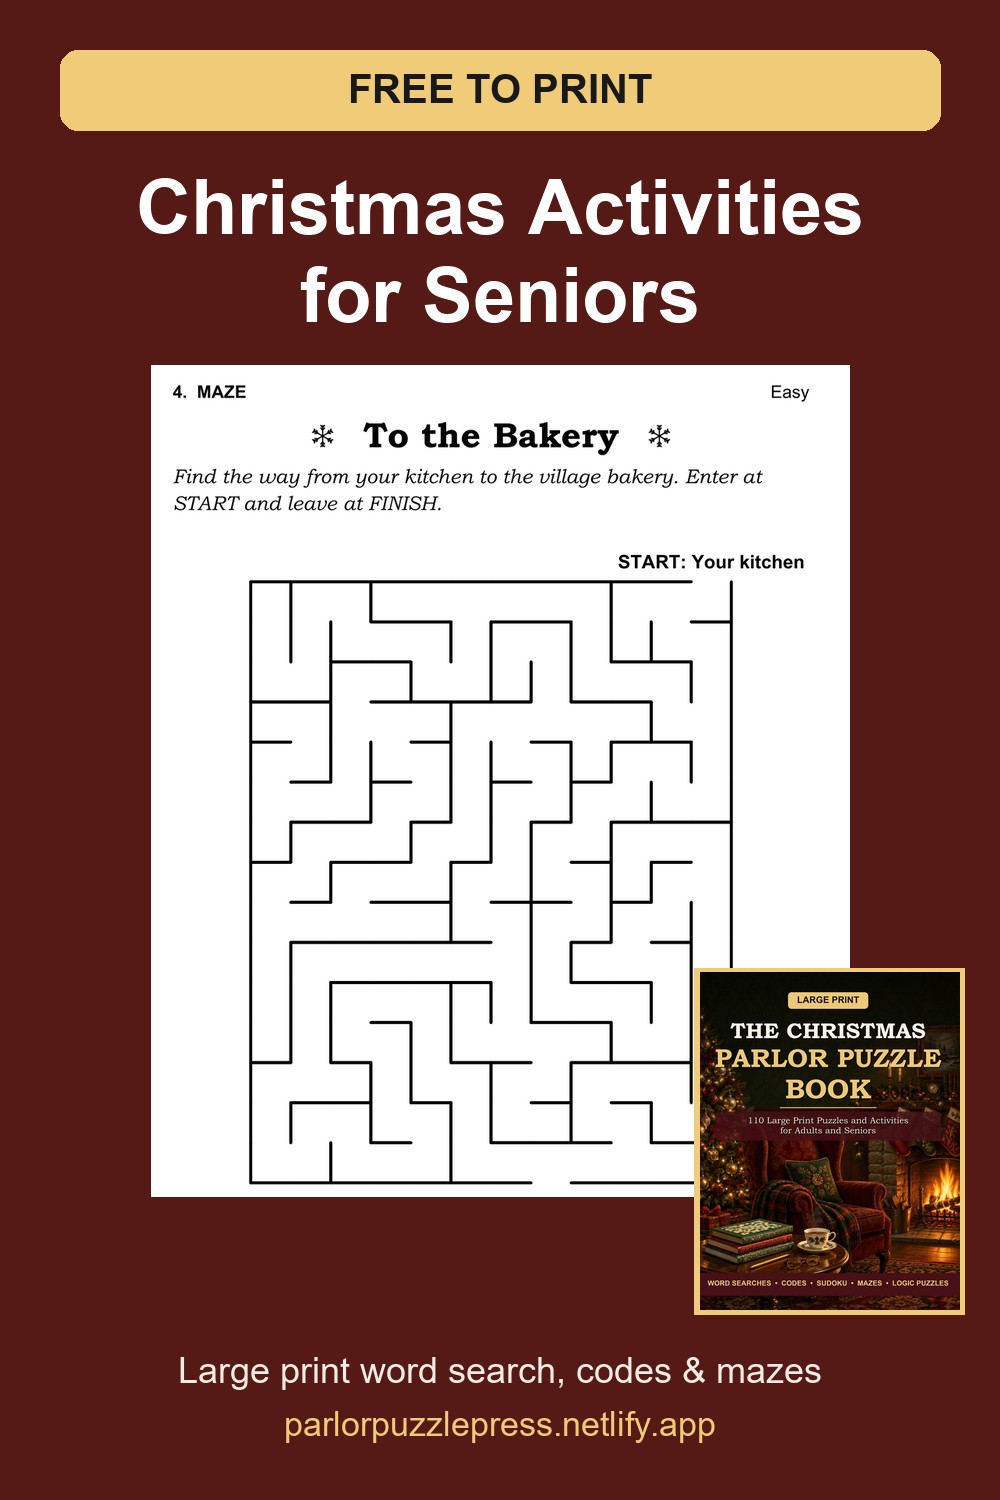 FREE TO PRINT
Christmas Activities
for Seniors
4. MAZE
Easy
To the Bakery
Find the way from your kitchen to the village bakery. Enter at
START and leave at FINISH.
START: Your kitchen
LARGE PRINT
THE CHRISTMAS
PARLOR PUZZLE
BOOK
110 Large Print Puzzles and Activities
for Adults and Seniors
WORD SEARCHES • CODES • SUDOKU • MAZES • LOGIC PUZZLES
Large print word search, codes & mazes
parlorpuzzlepress.netlify.app